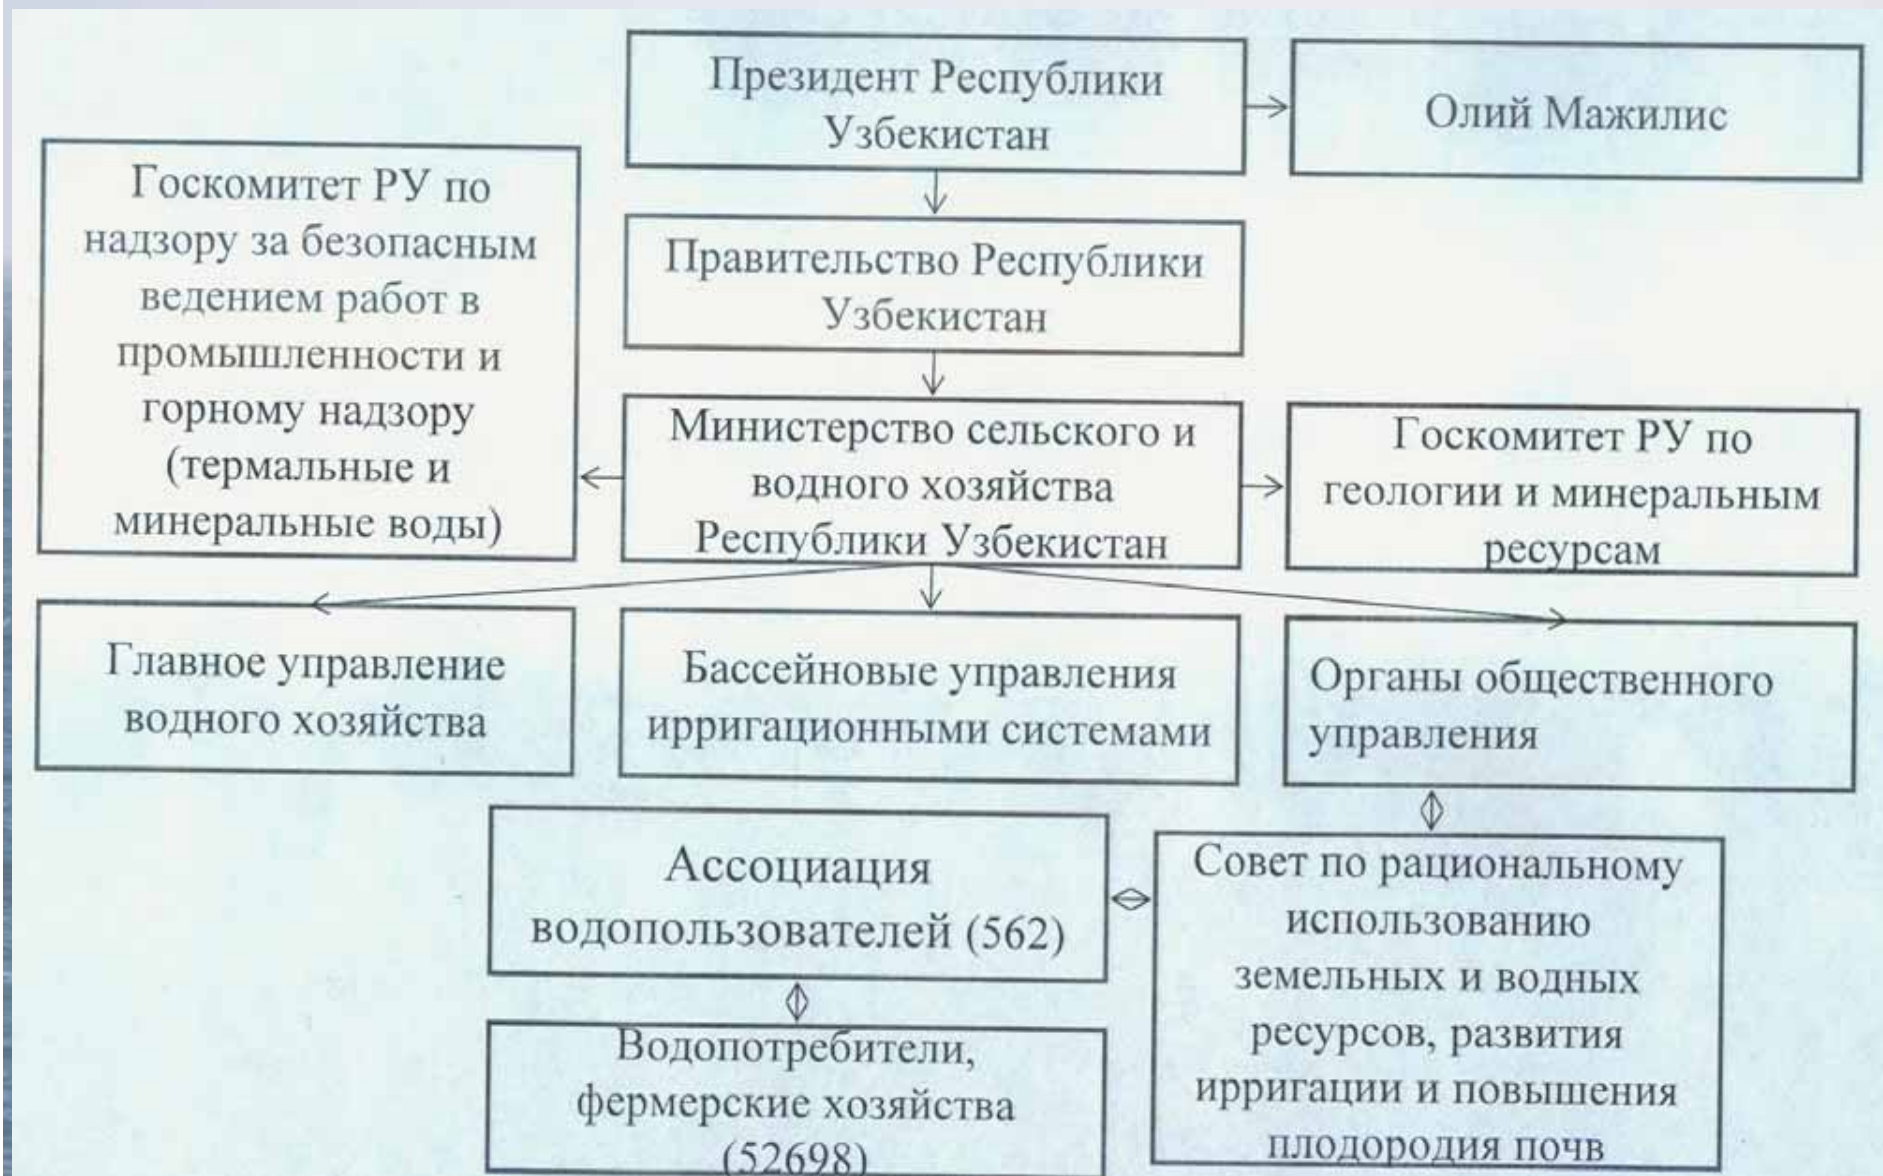 Президент Республики
Узбекистан
Олий Мажилис
Госкомитет РУ по
надзору за безопасным
ведением работ в
промышленности и
горному надзору
(термальные и
минеральные воды)
Правительство Республики
Узбекистан
Министерство сельского и
водного хозяйства
Республики Узбекистан
Госкомитет РУ по
геологии и минеральным
ресурсам
Главное управление
водного хозяйства
Бассейновые управления
ирригационными системами
Органы общественного
управления
Ассоциация
водопользователей (562)
Совет по рациональному
использованию
земельных и водных
ресурсов, развития
ирригации и повышения
плодородия почв
Водопотребители,
фермерские хозяйства
(52698)